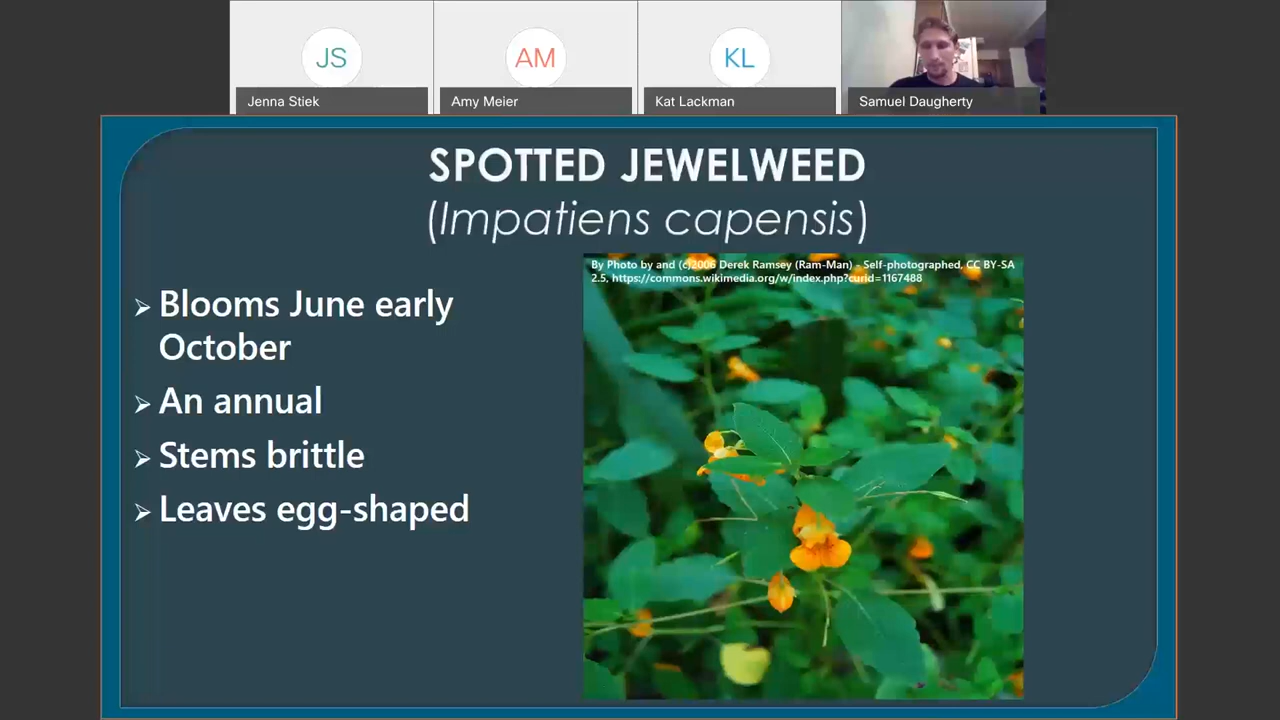 JS
AM
KL
Jenna Stiek
Amy Meier
Kat Lackman
Samuel Daugherty
SPOTTED JEWELWEED
(Impatiens capensis)
By Photo by and (c)2006 Derek Ramsey (Ram-Man) - Self-photographed, CC BY-SA
2.5, https://commons.wikimedia.org/w/index.php?curid=1167488
➢ Blooms June early
October
➢ An annual
➢ Stems brittle
➢ Leaves egg-shaped